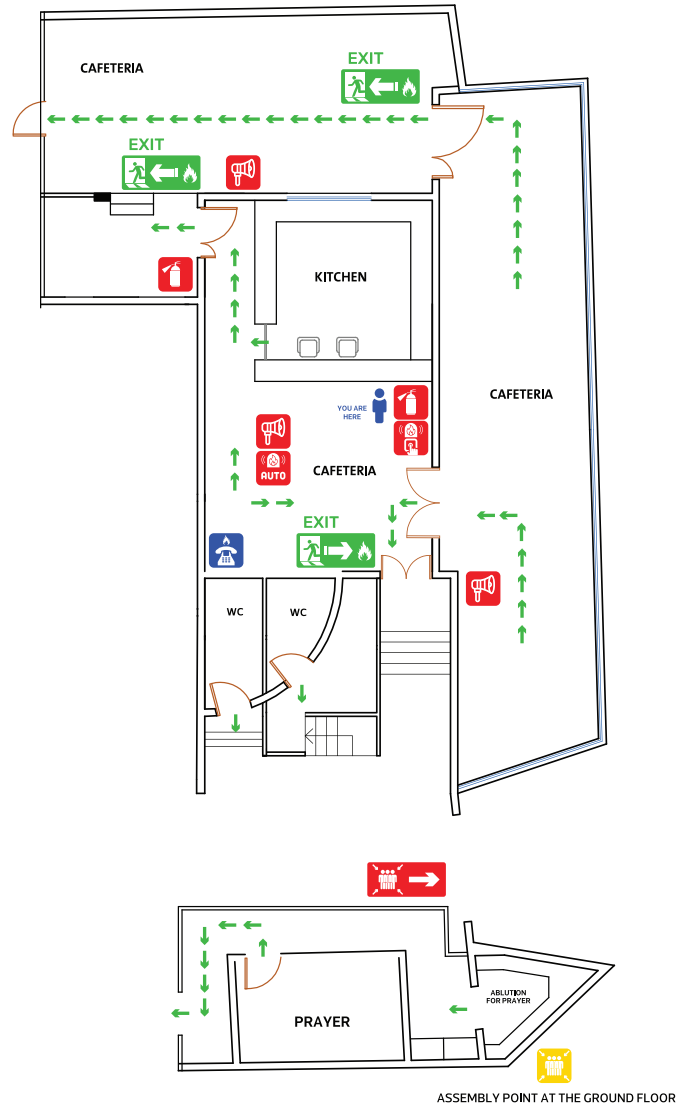 EXIT
CAFETERIA
EXIT
KITCHEN
CAFETERIA
YOU ARE
HERE
AUTO
CAFETERIA
EXIT
WC
WC
ABLUTION
FOR PRAYER
PRAYER
ASSEMBLY POINT AT THE GROUND FLOOR